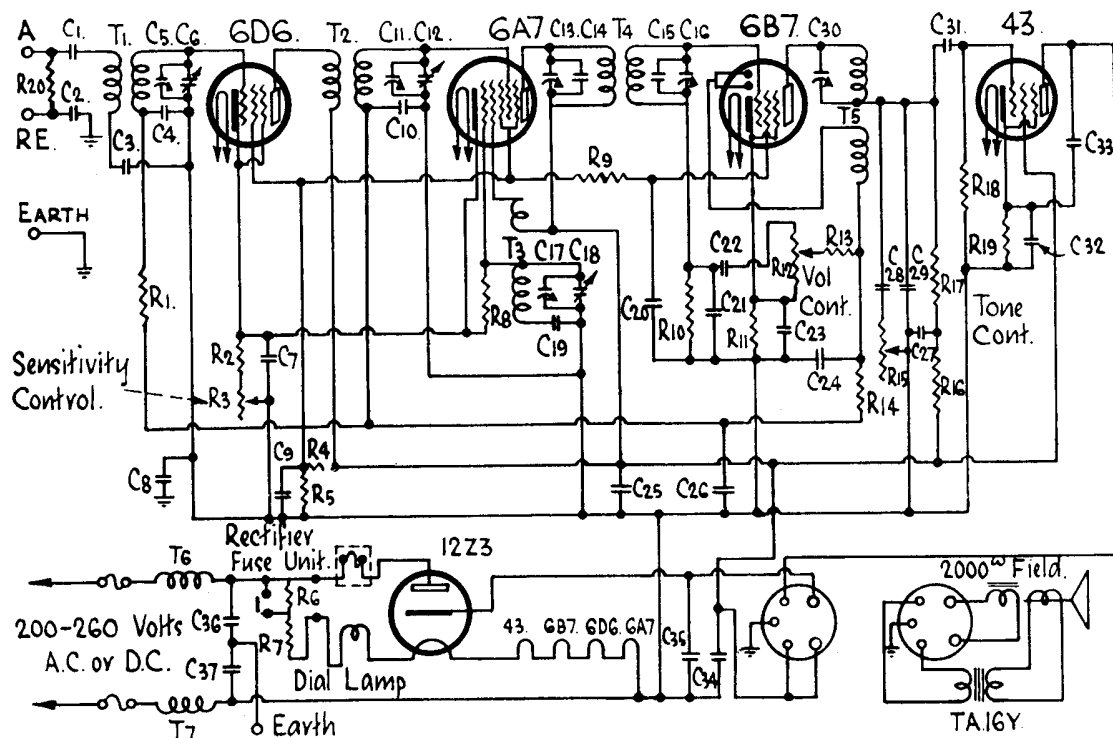 A C1. T1. C5. C6. 6D6. T2. C11. C12. 6A7 C13. C14 T4 C15 C16 6B7. C30 C31 43.
R20
C2.
RE.
C3. C4. C10.
T5
C33
EARTH
R9
R18
R1.
T3 C17 C18
C22 R12 R13
Vol
Cont.
C28 C29 R17
R19 C32
Tone
Cont.
R8 C19 C20 R10 C21 R11 C23 C24
C27
R2 C7
Sensitivity
Control.
R3
R14 R15 R16
C8 C9 R4
R5
C25 C26
Rectifier
Fuse Unit.
12Z3
T6
2000ω Field.
R6
C36
R7
200-260 Volts
A.C. or D.C.
43. 6B7. 6D6. 6A7
C35
C34
C37
Dial Lamp
T7
Earth
TA.16Y.